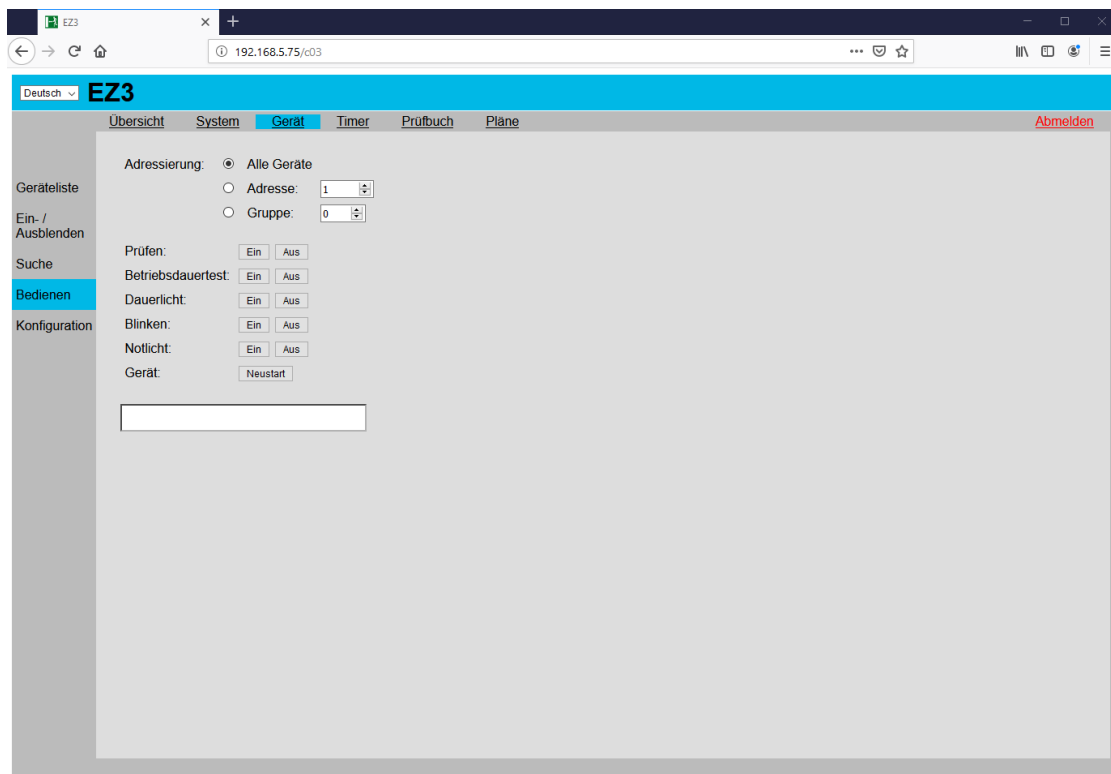 EZ3
192.168.5.75/c03
Deutsch EZ3
Übersicht System Gerät Timer Prüfbuch Pläne Abmelden
Geräteliste
Ein- /
Ausblenden
Suche
Bedienen
Konfiguration
Adressierung: Alle Geräte
Adresse: 1
Gruppe: 0
Prüfen: Ein Aus
Betriebsdauertest: Ein Aus
Dauerlicht: Ein Aus
Blinken: Ein Aus
Notlicht: Ein Aus
Gerät: Neustart